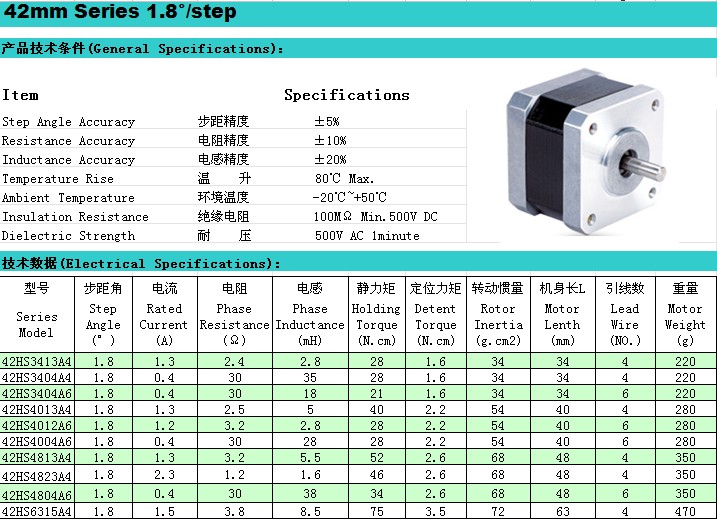 42mm Series 1.8°/step
产品技术条件(General Specifications):
Item Specifications
Step Angle Accuracy 步距精度 ±5%
Resistance Accuracy 电阻精度 ±10%
Inductance Accuracy 电感精度 ±20%
Temperature Rise 温 升 80℃ Max.
Ambient Temperature 环境温度 -20℃~+50℃
Insulation Resistance 绝缘电阻 100MΩ Min.500V DC
Dielectric Strength 耐 压 500V AC 1minute
技术数据(Electrical Specifications):
型号 步距角 电流 电阻 电感 静力矩 定位力矩 转动惯量 机身长L 引线数 重量
Series Model Step Angle (°) Rated Current (A) Phase Resistance (Ω) Phase Inductance (mH) Holding Torque (N.cm) Detent Torque (N.cm) Rotor Inertia (g.cm2) Motor Lenth (mm) Lead Wire (NO.) Motor Weight (g)
42HS3413A4 1.8 1.3 2.4 2.8 28 1.6 34 34 4 220
42HS3404A4 1.8 0.4 30 35 28 1.6 34 34 4 220
42HS3404A6 1.8 0.4 30 18 21 1.6 34 34 6 220
42HS4013A4 1.8 1.3 2.5 5 40 2.2 54 40 4 280
42HS4012A6 1.8 1.2 3.2 2.8 28 2.2 54 40 6 280
42HS4004A6 1.8 0.4 30 28 28 2.2 54 40 6 280
42HS4813A4 1.8 1.3 3.2 5.5 52 2.6 68 48 4 350
42HS4823A4 1.8 2.3 1.2 1.6 46 2.6 68 48 4 350
42HS4804A6 1.8 0.4 30 38 34 2.6 68 48 6 350
42HS6315A4 1.8 1.5 3.8 8.5 75 3.5 72 63 4 470